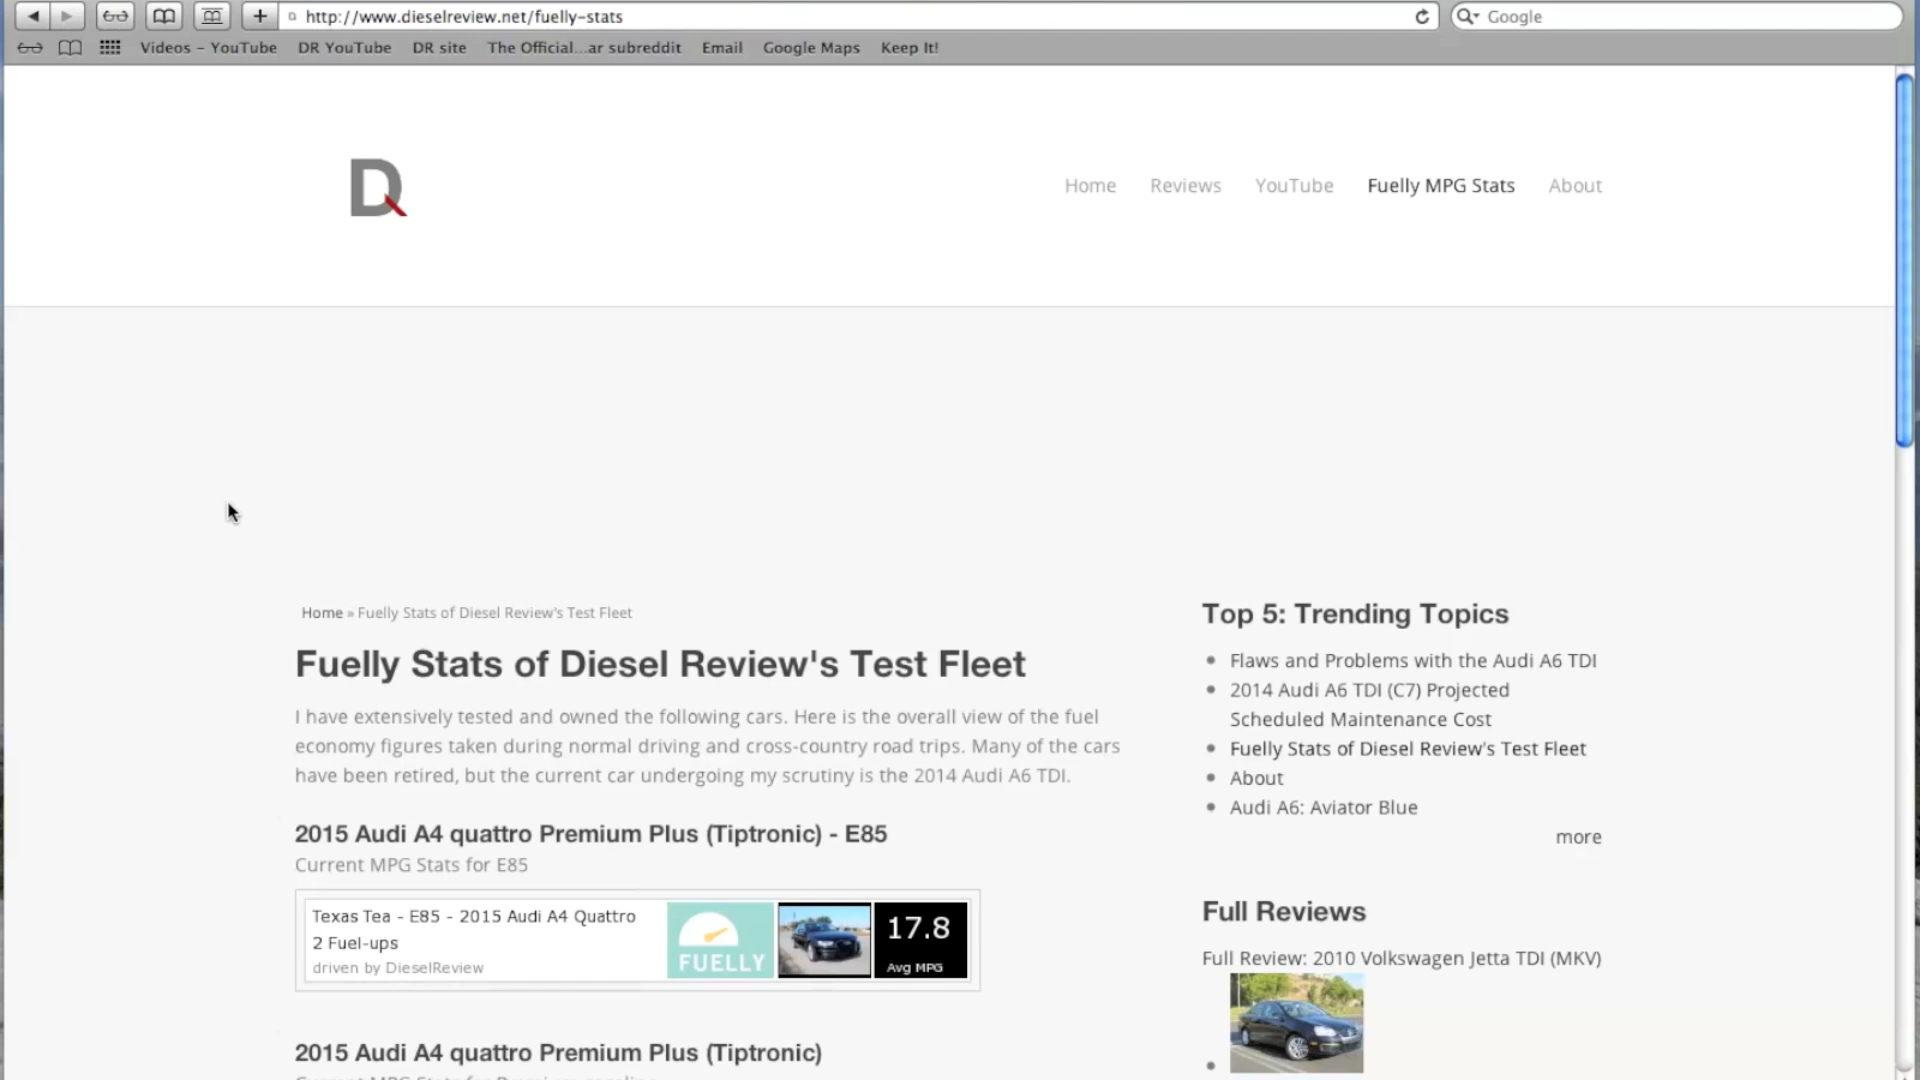 http://www.dieselreview.net/fuelly-stats
Google
Videos - YouTube DR YouTube DR site The Official...ar subreddit Email Google Maps Keep It!
D
Home Reviews YouTube Fuelly MPG Stats About
Home » Fuelly Stats of Diesel Review's Test Fleet
Fuelly Stats of Diesel Review's Test Fleet
I have extensively tested and owned the following cars. Here is the overall view of the fuel
economy figures taken during normal driving and cross-country road trips. Many of the cars
have been retired, but the current car undergoing my scrutiny is the 2014 Audi A6 TDI.
2015 Audi A4 quattro Premium Plus (Tiptronic) - E85
Current MPG Stats for E85
Texas Tea - E85 - 2015 Audi A4 Quattro
2 Fuel-ups
driven by DieselReview
FUELLY
17.8
Avg MPG
2015 Audi A4 quattro Premium Plus (Tiptronic)
Top 5: Trending Topics
Flaws and Problems with the Audi A6 TDI
2014 Audi A6 TDI (C7) Projected
Scheduled Maintenance Cost
Fuelly Stats of Diesel Review's Test Fleet
About
Audi A6: Aviator Blue
more
Full Reviews
Full Review: 2010 Volkswagen Jetta TDI (MKV)